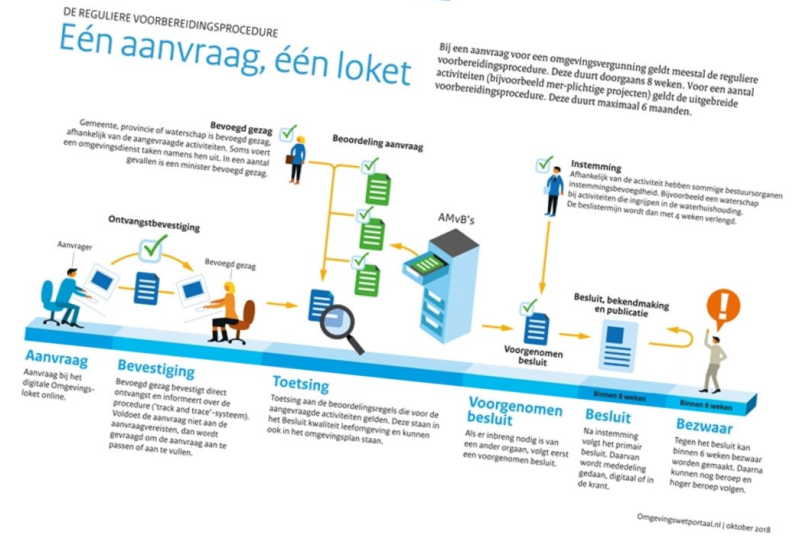 DE REGULIERE VOORBEREIDINGSPROCEDURE
Eén aanvraag, één loket
Bij een aanvraag voor een omgevingsvergunning geldt meestal de reguliere
voorbereidingsprocedure. Deze duurt doorgaans 8 weken. Voor een aantal
activiteiten (bijvoorbeeld mer-plichtige projecten) geldt de uitgebreide
voorbereidingsprocedure. Deze duurt maximaal 6 maanden.
Bevoegd gezag
Gemeente, provincie of waterschap is bevoegd gezag,
afhankelijk van de aangevraagde activiteiten. Soms voert
een omgevingsdienst taken namens hen uit. In een aantal
gevallen is een minister bevoegd gezag.
Beoordeling aanvraag
Instemming
Afhankelijk van de activiteit hebben sommige bestuursorganen
instemmingsbevoegdheid. Bijvoorbeeld een waterschap
bij activiteiten die ingrijpen in de waterhuishouding.
De beslistermijn wordt dan met 4 weken verlengd.
AMvB's
Ontvangstbevestiging
Aanvrager
Bevoegd gezag
Besluit, bekendmaking
en publicatie
Voorgenomen
besluit
Binnen 8 weken
Binnen 6 weken
Aanvraag
Aanvraag bij het
digitale Omgevings-
loket online.
Bevestiging
Bevoegd gezag bevestigt direct
ontvangst en informeert over de
procedure ('track and trace'-systeem).
Voldoet de aanvraag niet aan de
aanvraagvereisten, dan wordt
gevraagd om de aanvraag aan te
passen of aan te vullen.
Toetsing
Toetsing aan de beoordelingsregels die voor de
aangevraagde activiteiten gelden. Deze staan in
het Besluit kwaliteit leefomgeving en kunnen
ook in het omgevingsplan staan.
Voorgenomen
besluit
Als er inbreng nodig is van
een ander orgaan, volgt eerst
een voorgenomen besluit.
Besluit
Na instemming
volgt het primair
besluit. Daarvan
wordt mededeling
gedaan, digitaal of in
de krant.
Bezwaar
Tegen het besluit kan
binnen 6 weken bezwaar
worden gemaakt. Daarna
kunnen nog beroep en
hoger beroep volgen.
Omgevingswetportaal.nl | oktober 2018